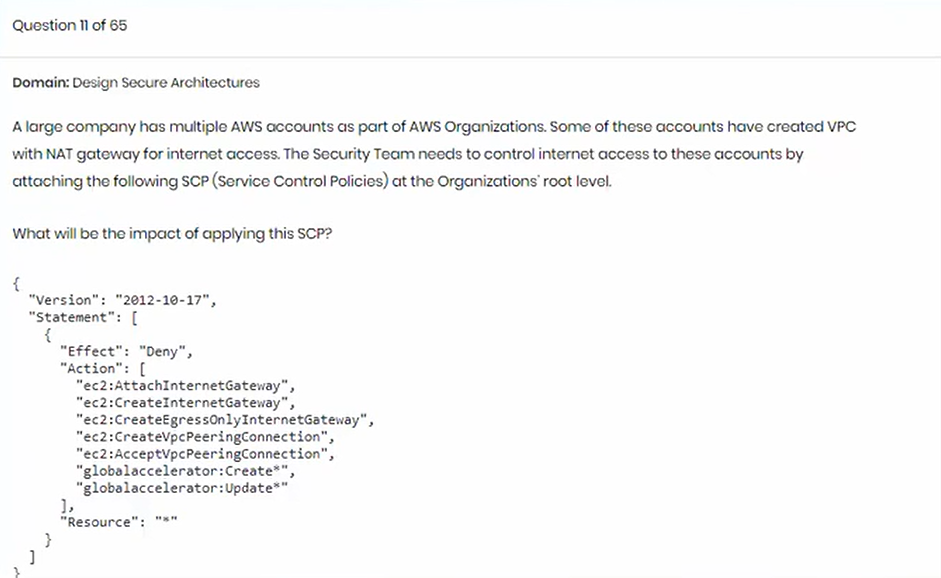 Question 11 of 65
Domain: Design Secure Architectures
A large company has multiple AWS accounts as part of AWS Organizations. Some of these accounts have created VPC
with NAT gateway for internet access. The Security Team needs to control internet access to these accounts by
attaching the following SCP (Service Control Policies) at the Organizations' root level.
What will be the impact of applying this SCP?
{
  "Version": "2012-10-17",
  "Statement": [
    {
      "Effect": "Deny",
      "Action": [
        "ec2:AttachInternetGateway",
        "ec2:CreateInternetGateway",
        "ec2:CreateEgressOnlyInternetGateway",
        "ec2:CreateVpcPeeringConnection",
        "ec2:AcceptVpcPeeringConnection",
        "globalaccelerator:Create*",
        "globalaccelerator:Update*"
      ],
      "Resource": "*"
    }
  ]
}